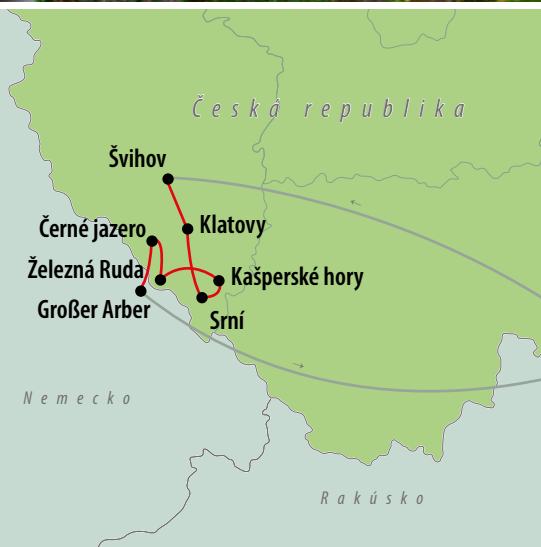 Česká republika
Švihov
Klatovy
Černé jazero
Železná Ruda
Kašperské hory
Großer Arber
Srní
Nemecko
Rakúsko